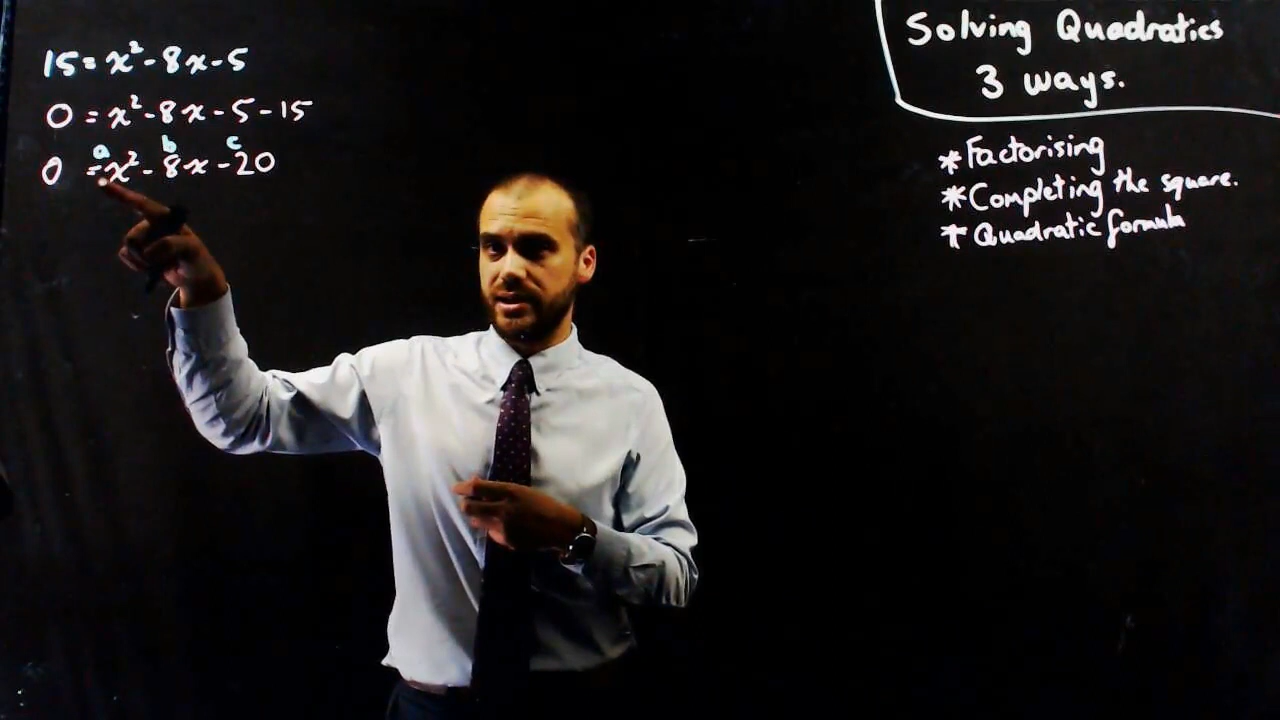 15 = x² - 8x - 5
0 = x² - 8x - 5 - 15
a b c
0 = x² - 8x - 20
Solving Quadratics
3 ways.
* Factorising
* Completing the square.
* Quadratic formula